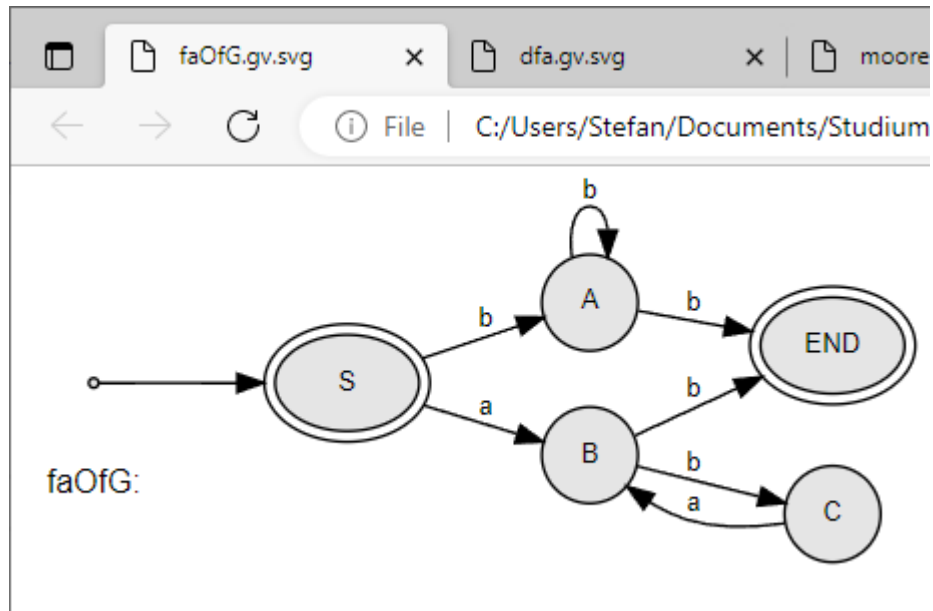 faOfG.gv.svg dfa.gv.svg moore
File C:/Users/Stefan/Documents/Studium
b
A
b
b
END
S
b
a
B
b
a
C
faOfG: